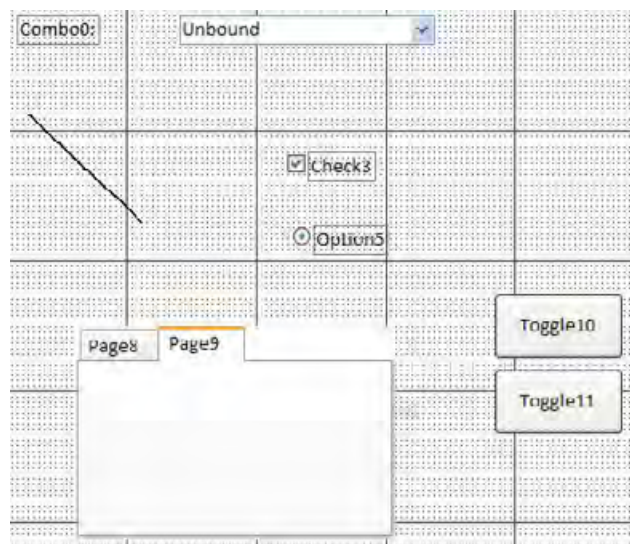 Combo0: Unbound
Check3
Option5
Toggle10
Page8 Page9
Toggle11